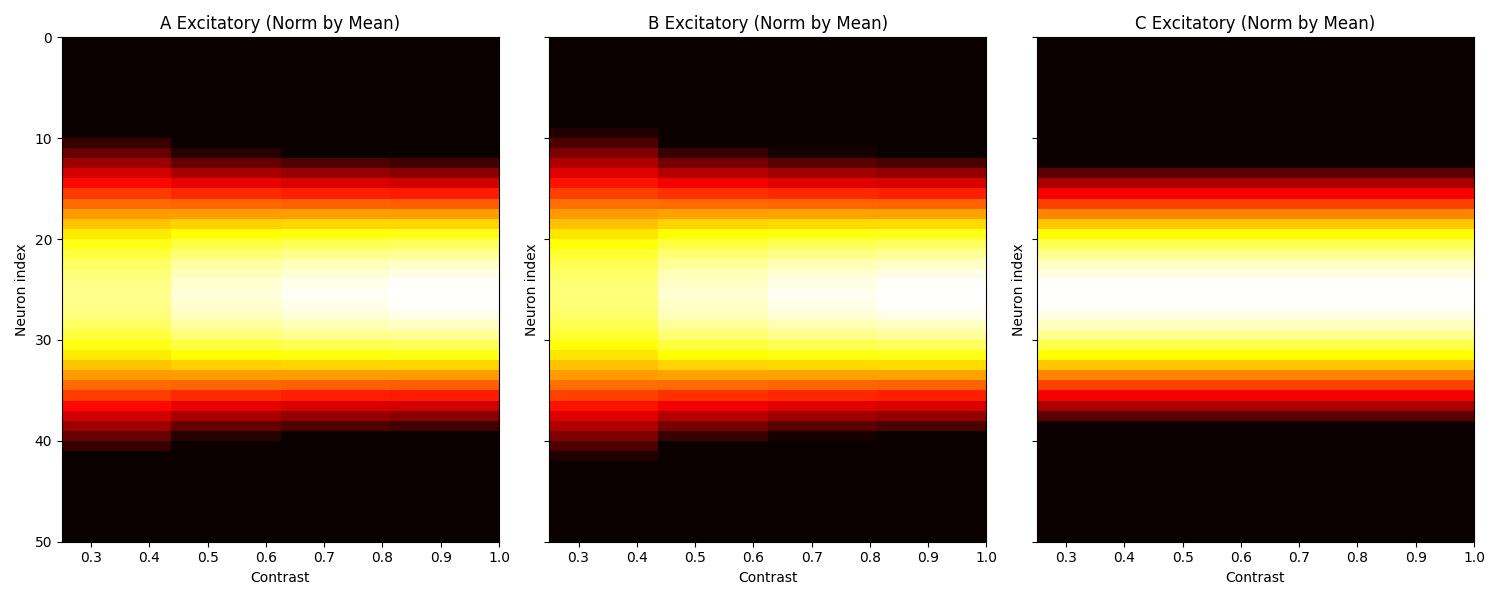 A Excitatory (Norm by Mean)
B Excitatory (Norm by Mean)
C Excitatory (Norm by Mean)
Neuron index
0
10
20
30
40
50
0.3 0.4 0.5 0.6 0.7 0.8 0.9 1.0
Contrast
Neuron index
0.3 0.4 0.5 0.6 0.7 0.8 0.9 1.0
Contrast
Neuron index
0.3 0.4 0.5 0.6 0.7 0.8 0.9 1.0
Contrast